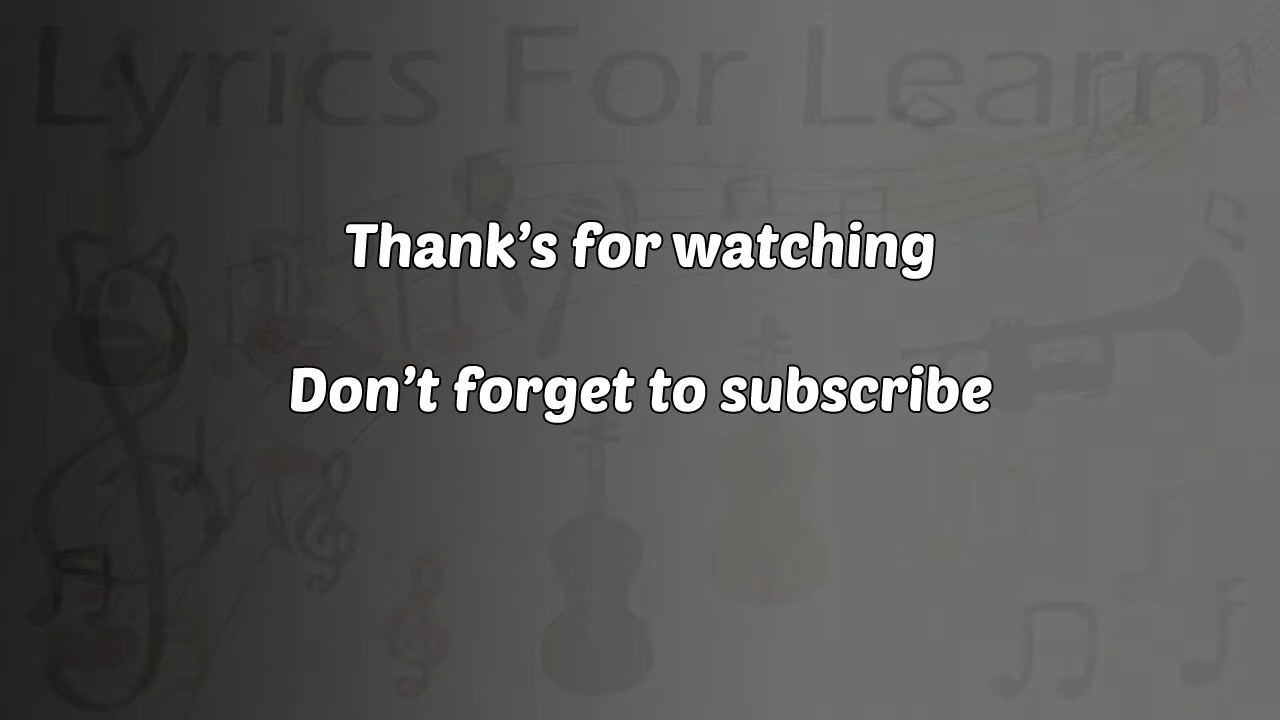 Lyrics For Learn
Thank’s for watching
Don’t forget to subscribe